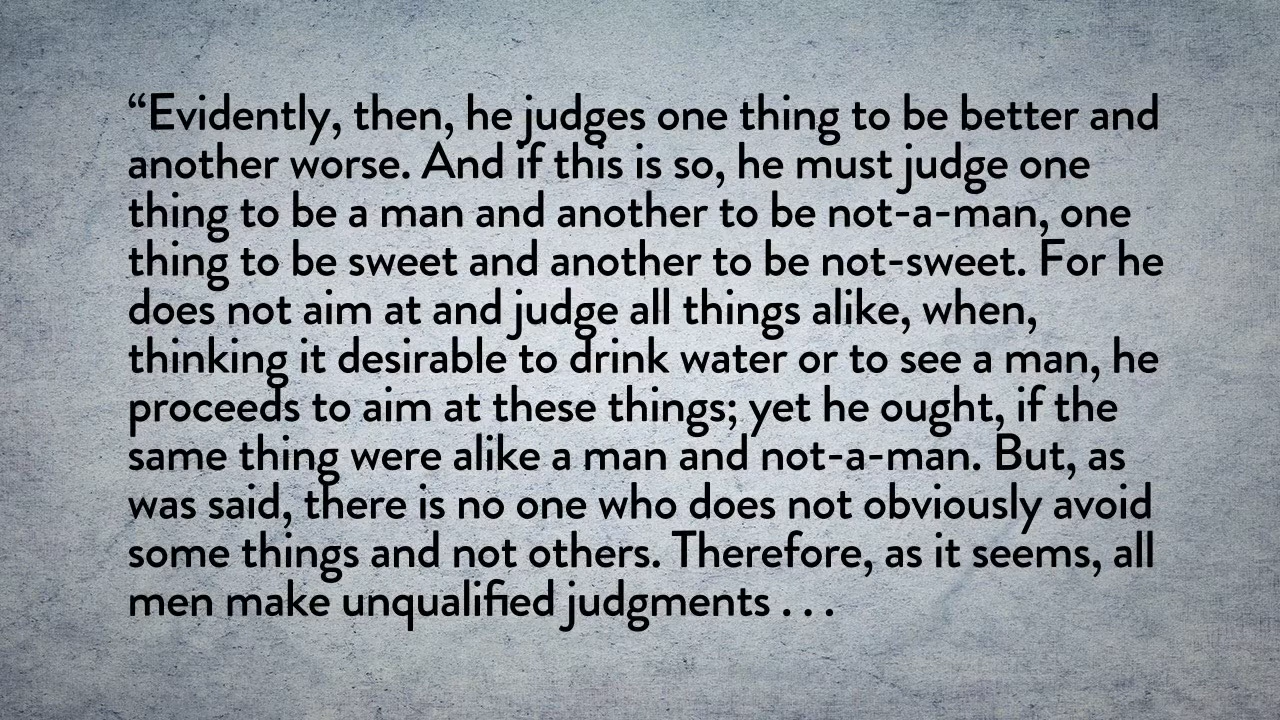 “Evidently, then, he judges one thing to be better and
another worse. And if this is so, he must judge one
thing to be a man and another to be not-a-man, one
thing to be sweet and another to be not-sweet. For he
does not aim at and judge all things alike, when,
thinking it desirable to drink water or to see a man, he
proceeds to aim at these things; yet he ought, if the
same thing were alike a man and not-a-man. But, as
was said, there is no one who does not obviously avoid
some things and not others. Therefore, as it seems, all
men make unqualified judgments . . .